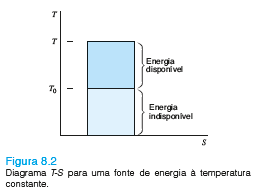 T
T
Energia
disponível
T0
Energia
indisponível
S
Figura 8.2
Diagrama T-S para uma fonte de energia à temperatura
constante.